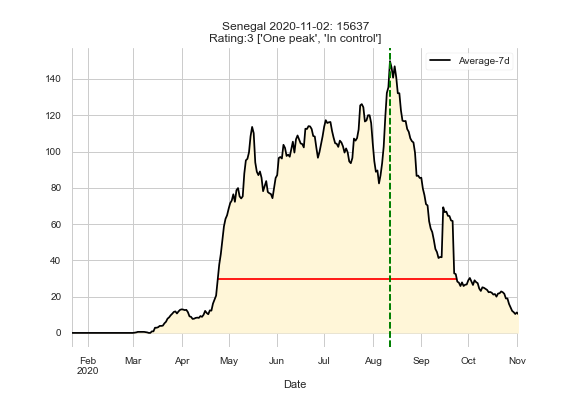 Senegal 2020-11-02: 15637
Rating:3 ['One peak', 'In control']
Average-7d
140
120
100
80
60
40
20
0
Feb Mar Apr May Jun Jul Aug Sep Oct Nov
2020
Date